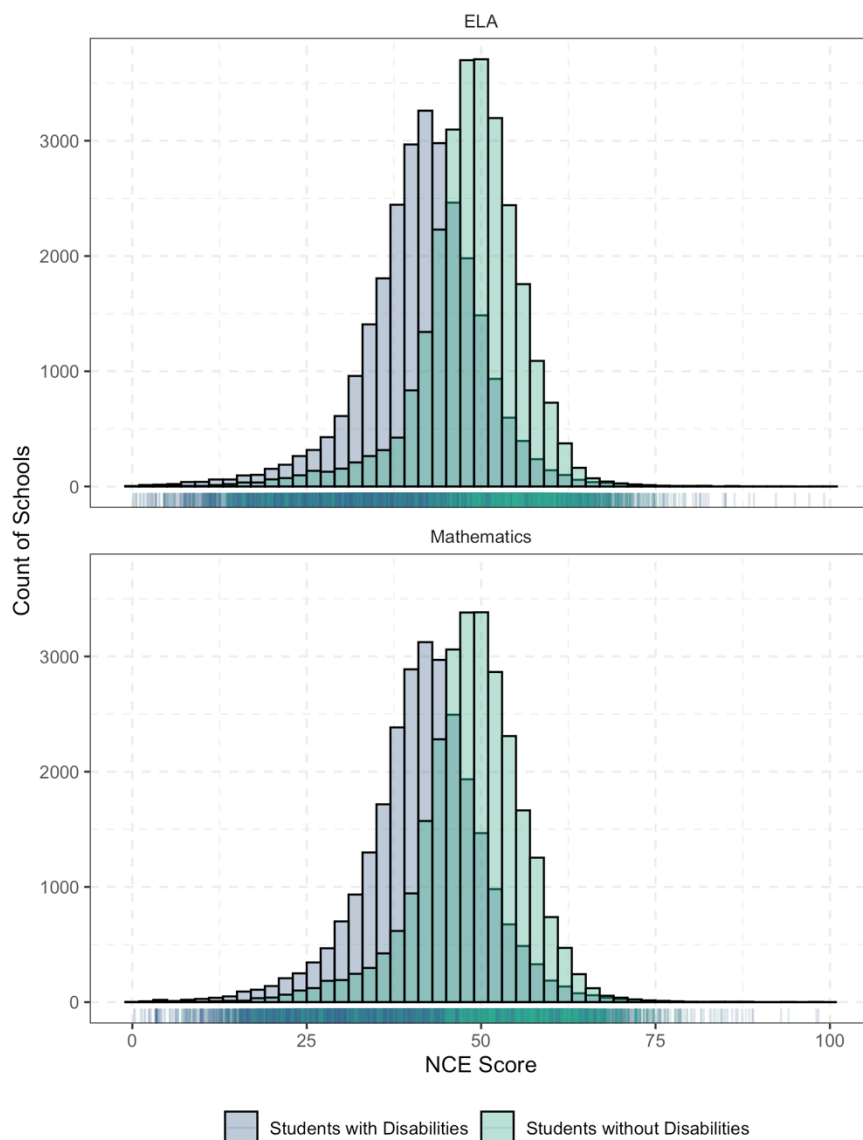 ELA
3000
2000
1000
0
Mathematics
3000
2000
1000
0
0 25 50 75 100
Count of Schools
NCE Score
Students with Disabilities Students without Disabilities